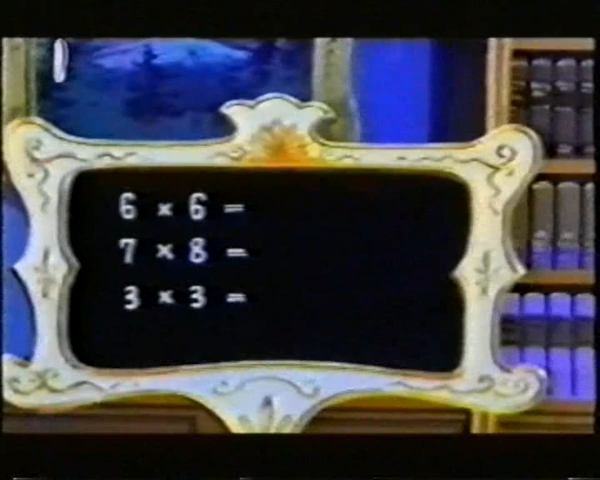 6 × 6 =
7 × 8 =
3 × 3 =